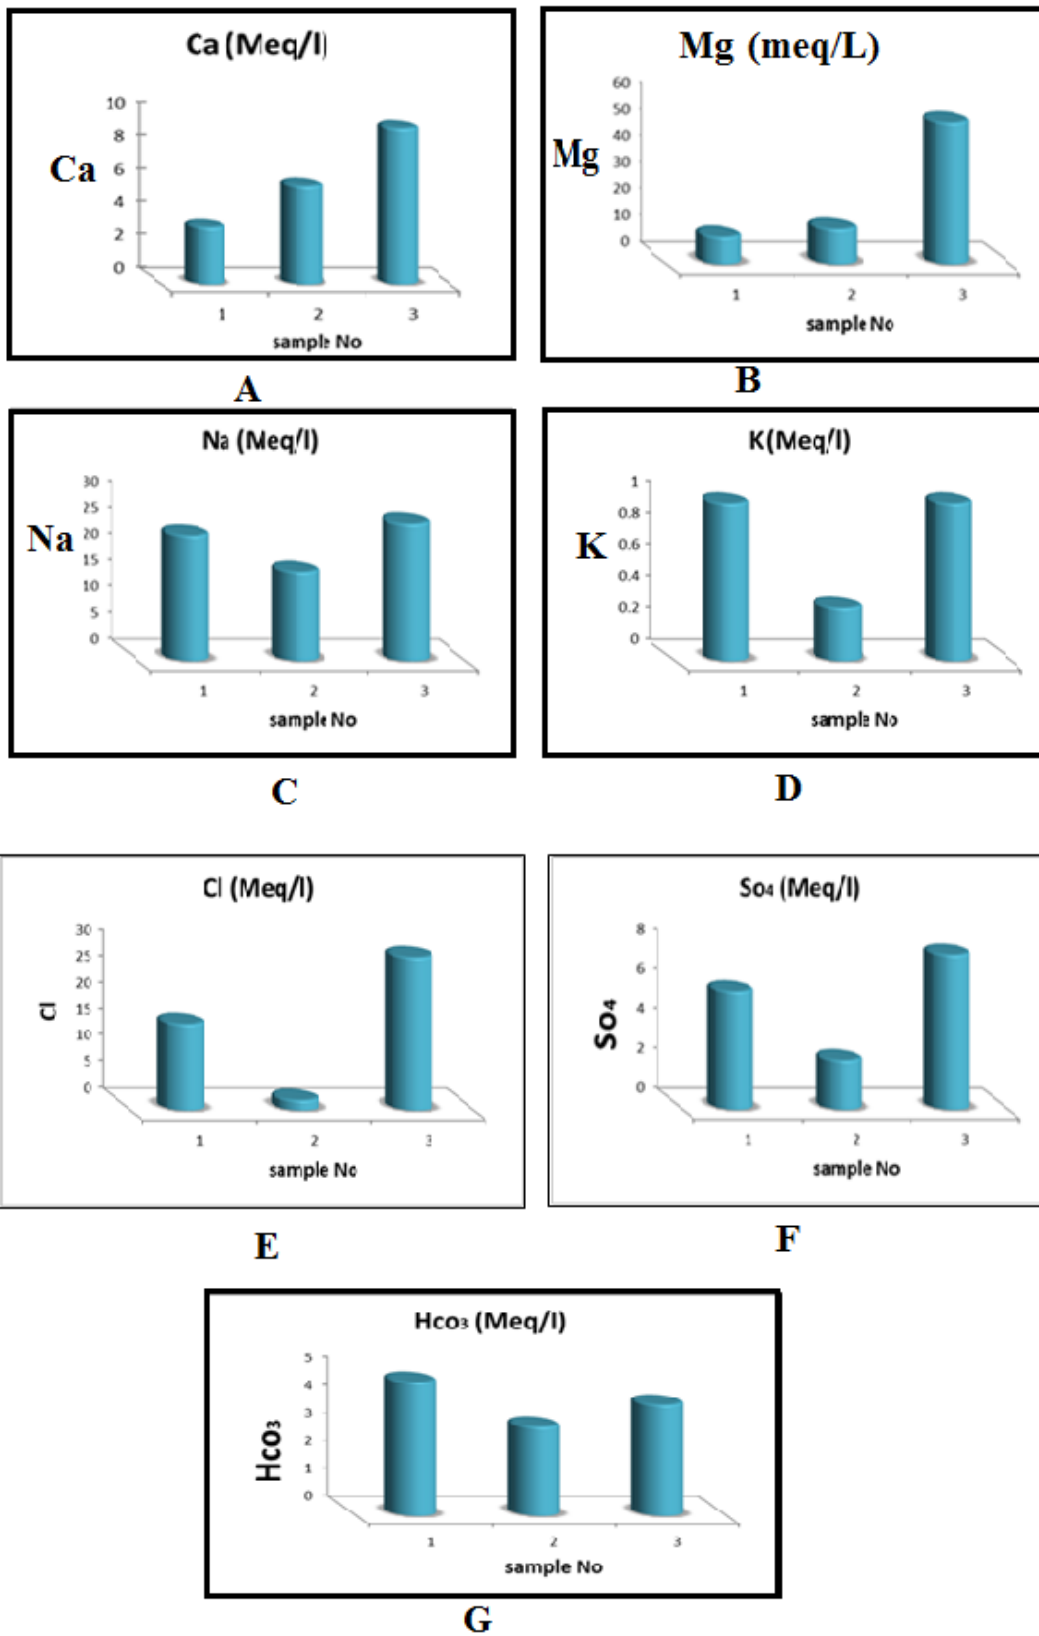 Ca (Meq/l)
Ca
10
8
6
4
2
0
1 2 3
sample No
A
Mg (meq/L)
Mg
60
50
40
30
20
10
0
1 2 3
sample No
B
Na (Meq/l)
Na
30
25
20
15
10
5
0
1 2 3
sample No
C
K(Meq/l)
K
1
0.8
0.6
0.4
0.2
0
1 2 3
sample No
D
Cl (Meq/l)
Cl
30
25
20
15
10
5
0
1 2 3
sample No
E
So4 (Meq/l)
So4
8
6
4
2
0
1 2 3
sample No
F
Hco3 (Meq/l)
Hco3
5
4
3
2
1
0
1 2 3
sample No
G